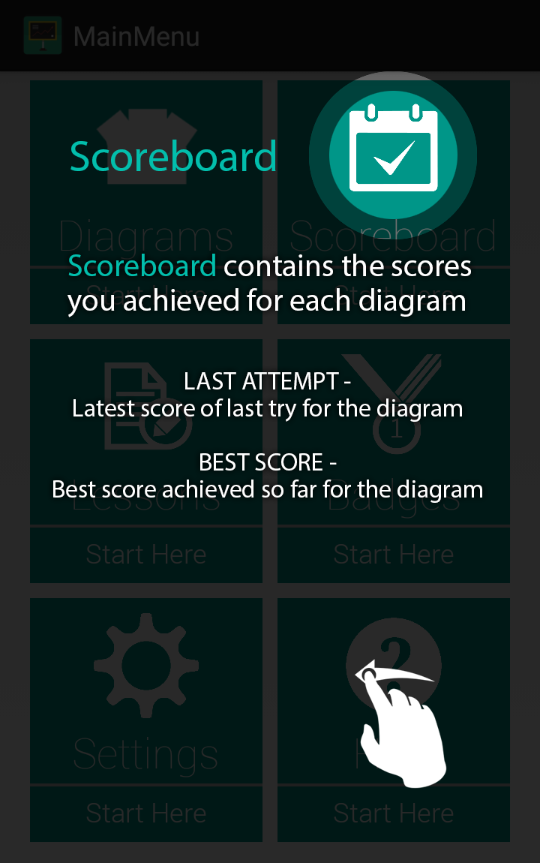 MainMenu
Scoreboard
Diagrams
Scoreboard
Scoreboard contains the scores
you achieved for each diagram
LAST ATTEMPT -
Latest score of last try for the diagram
1
BEST SCORE -
Best score achieved so far for the diagram
Lessons
Badges
Start Here
Start Here
?
Settings
Start Here
Start Here